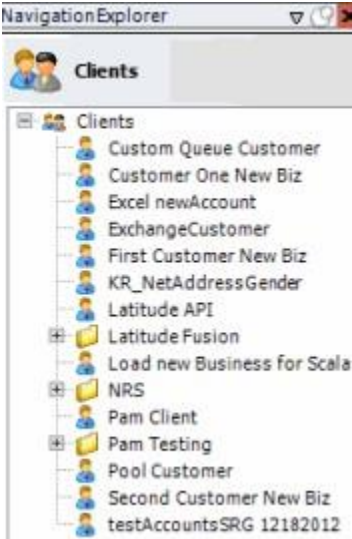 NavigationExplorer
Clients
Clients
Custom Queue Customer
Customer One New Biz
Excel newAccount
ExchangeCustomer
First Customer New Biz
KR_NetAddressGender
Latitude API
Latitude Fusion
Load new Business for Scala
NRS
Pam Client
Pam Testing
Pool Customer
Second Customer New Biz
testAccountsSRG 12182012